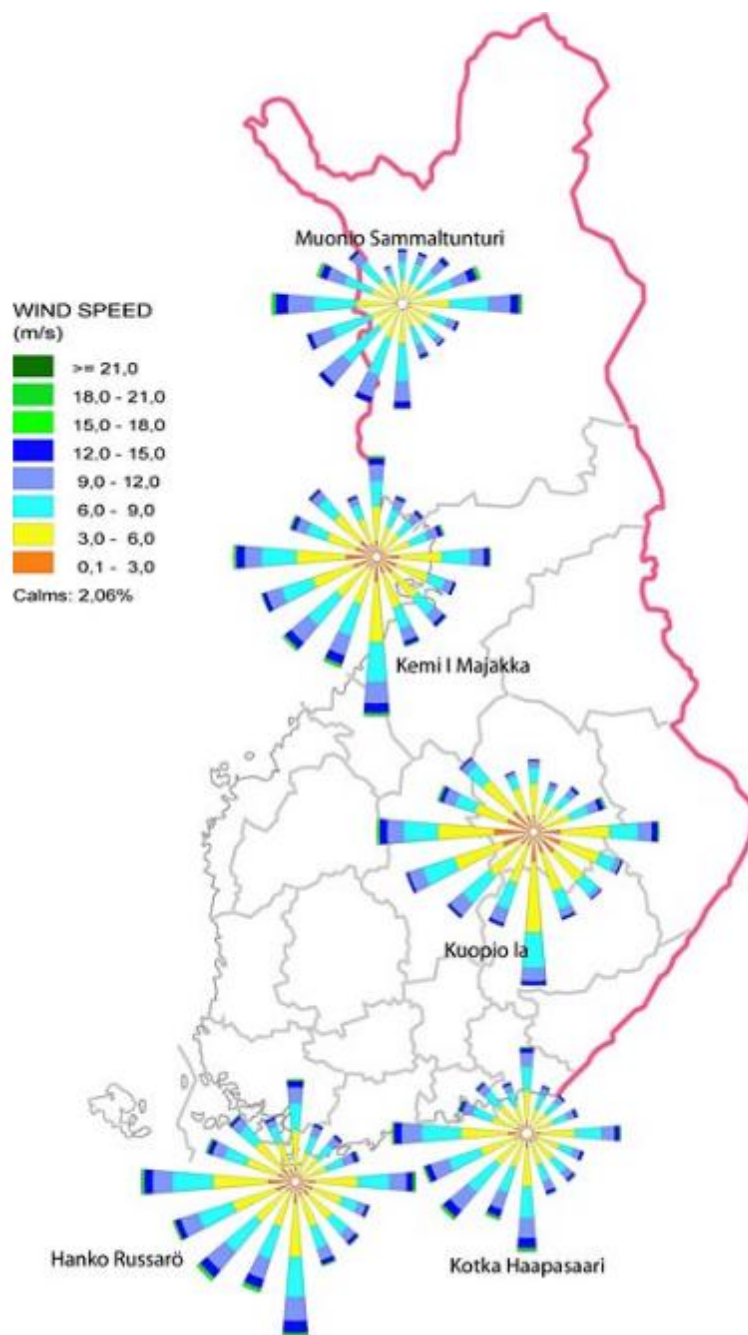 Muonio Sammaltunturi
WIND SPEED
(m/s)
>= 21,0
18,0 - 21,0
15,0 - 18,0
12,0 - 15,0
9,0 - 12,0
6,0 - 9,0
3,0 - 6,0
0,1 - 3,0
Calms: 2,06%
Kemi I Majakka
Kuopio Ia
Hanko Russarö
Kotka Haapasaari